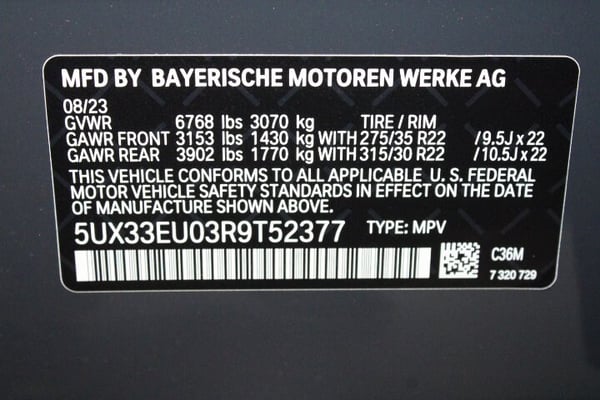 MFD BY BAYERISCHE MOTOREN WERKE AG
08/23
GVWR 6768 lbs 3070 kg TIRE / RIM
GAWR FRONT 3153 lbs 1430 kg WITH 275/35 R22 / 9.5J x 22
GAWR REAR 3902 lbs 1770 kg WITH 315/30 R22 / 10.5J x 22
THIS VEHICLE CONFORMS TO ALL APPLICABLE U. S. FEDERAL
MOTOR VEHICLE SAFETY STANDARDS IN EFFECT ON THE DATE
OF MANUFACTURE SHOWN ABOVE.
5UX33EU03R9T52377 TYPE: MPV
C36M
7 320 729